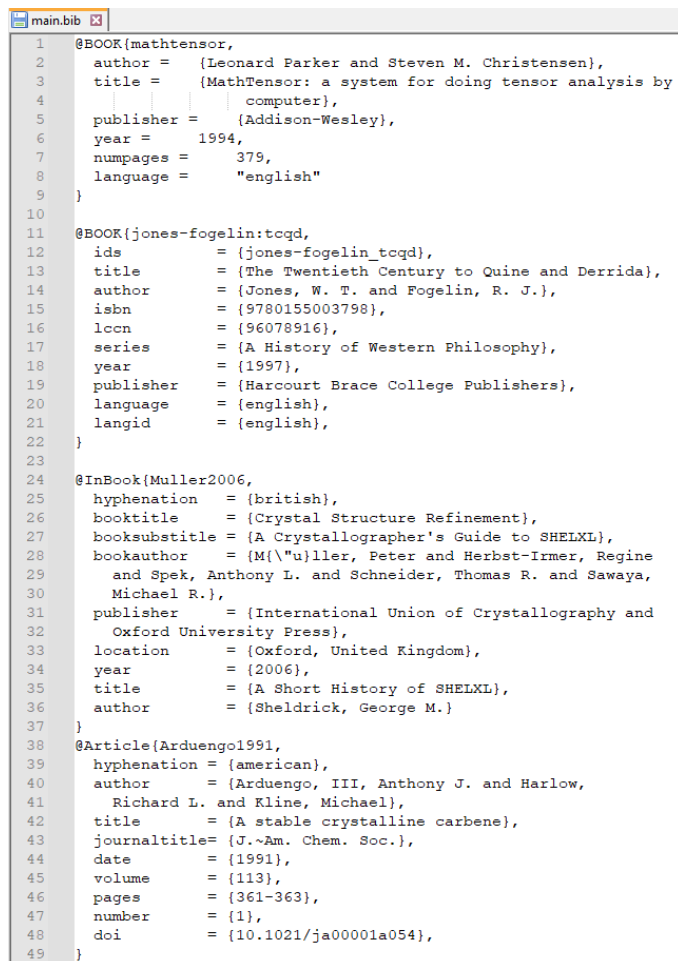 main.bib
1 @BOOK{mathtensor,
2 author = {Leonard Parker and Steven M. Christensen},
3 title = {MathTensor: a system for doing tensor analysis by
4 computer},
5 publisher = {Addison-Wesley},
6 year = 1994,
7 numpages = 379,
8 language = "english"
9 }
10
11 @BOOK{jones-fogelin:tcqd,
12 ids = {jones-fogelin_tcqd},
13 title = {The Twentieth Century to Quine and Derrida},
14 author = {Jones, W. T. and Fogelin, R. J.},
15 isbn = {9780155003798},
16 lccn = {96078916},
17 series = {A History of Western Philosophy},
18 year = {1997},
19 publisher = {Harcourt Brace College Publishers},
20 language = {english},
21 langid = {english},
22 }
23
24 @InBook{Muller2006,
25 hyphenation = {british},
26 booktitle = {Crystal Structure Refinement},
27 booksubstitle = {A Crystallographer's Guide to SHELXL},
28 bookauthor = {M{\"u}ller, Peter and Herbst-Irmer, Regine
29 and Spek, Anthony L. and Schneider, Thomas R. and Sawaya,
30 Michael R.},
31 publisher = {International Union of Crystallography and
32 Oxford University Press},
33 location = {Oxford, United Kingdom},
34 year = {2006},
35 title = {A Short History of SHELXL},
36 author = {Sheldrick, George M.}
37 }
38 @Article{Arduengo1991,
39 hyphenation = {american},
40 author = {Arduengo, III, Anthony J. and Harlow,
41 Richard L. and Kline, Michael},
42 title = {A stable crystalline carbene},
43 journaltitle= {J.~Am. Chem. Soc.},
44 date = {1991},
45 volume = {113},
46 pages = {361-363},
47 number = {1},
48 doi = {10.1021/ja00001a054},
49 }